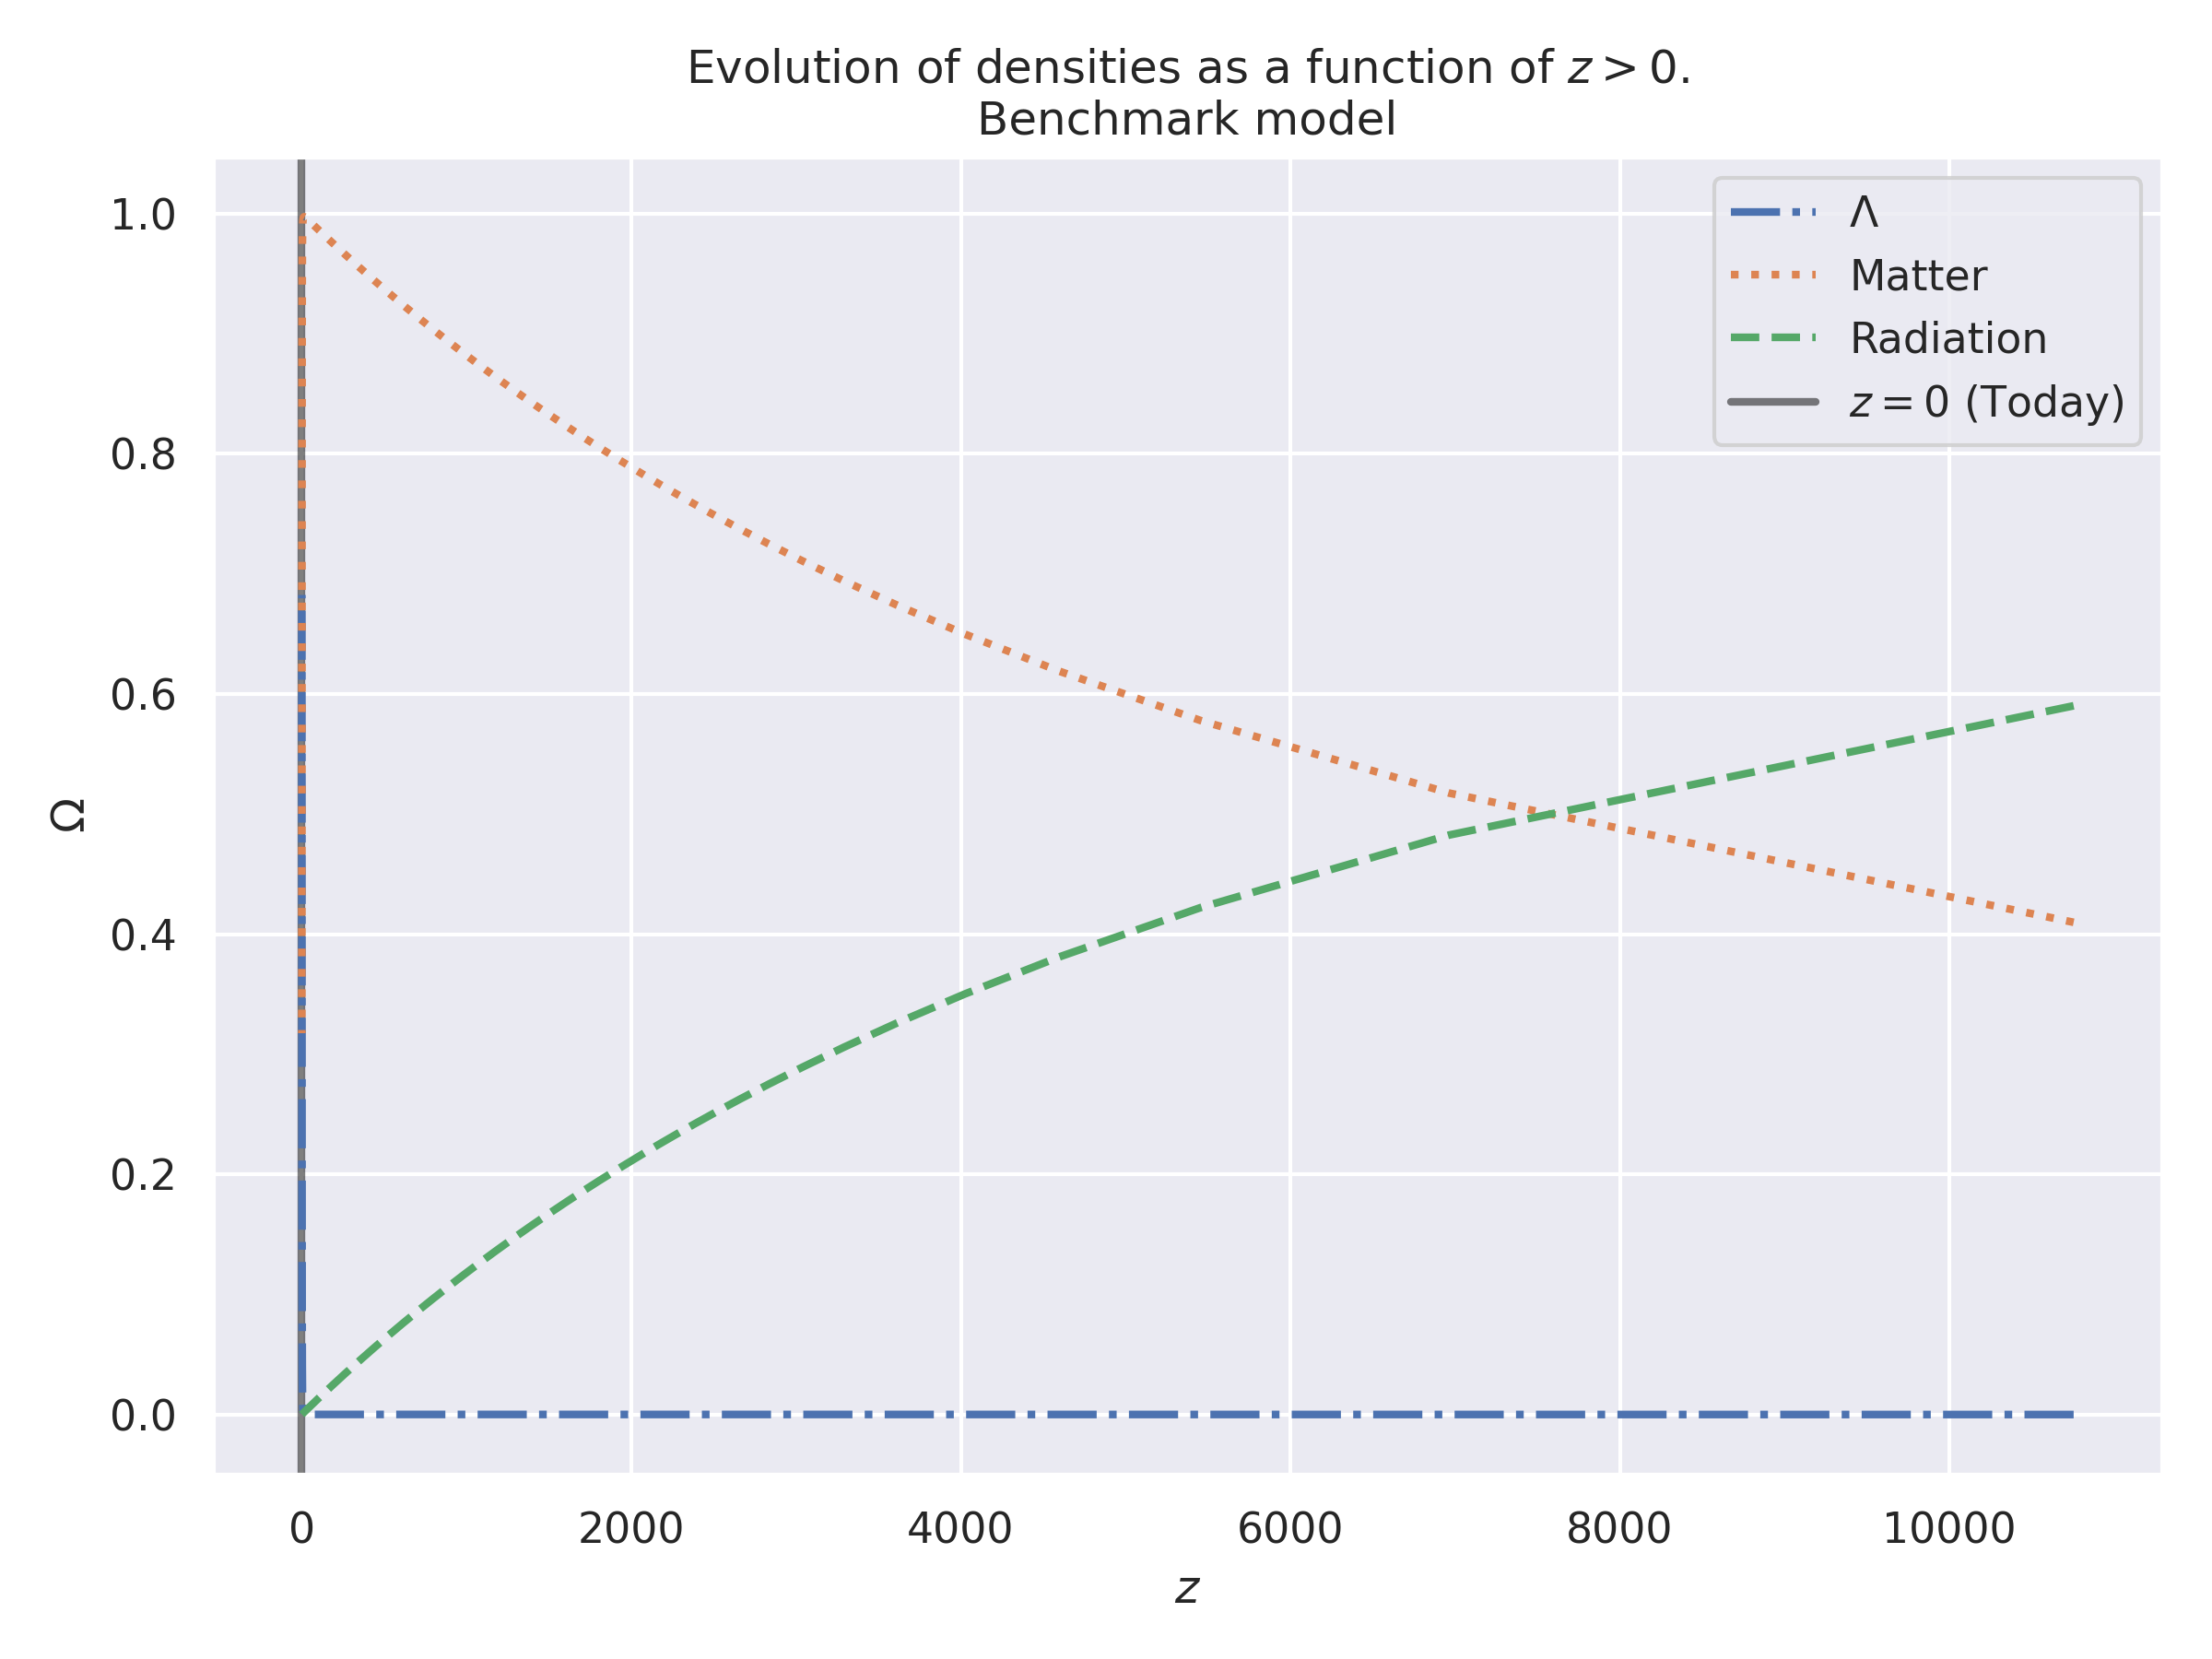 Evolution of densities as a function of z > 0.
Benchmark model
Λ
Matter
Radiation
z = 0 (Today)
Ω
1.0
0.8
0.6
0.4
0.2
0.0
0 2000 4000 6000 8000 10000
z